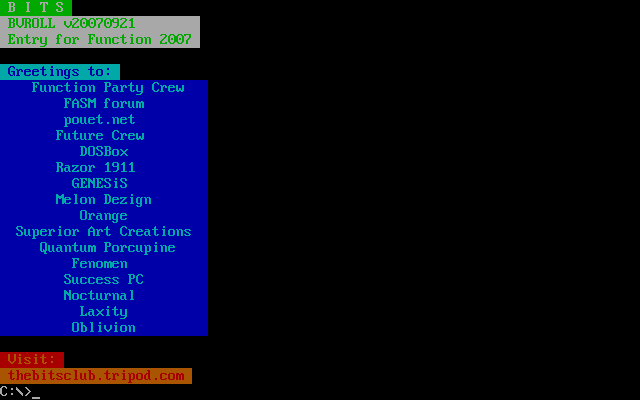 B I T S
BVROLL v20070921
Entry for Function 2007
Greetings to:
Function Party Crew
FASM forum
pouet.net
Future Crew
DOSBox
Razor 1911
GENESiS
Melon Dezign
Orange
Superior Art Creations
Quantum Porcupine
Fenomen
Success PC
Nocturnal
Laxity
Oblivion
Visit:
thebitsclub.tripod.com
C:\>_